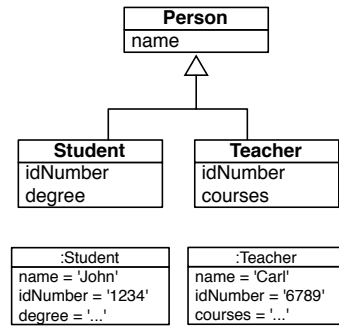 Person
name
Student
idNumber
degree
Teacher
idNumber
courses
:Student
name = 'John'
idNumber = '1234'
degree = '...'
:Teacher
name = 'Carl'
idNumber = '6789'
courses = '...'